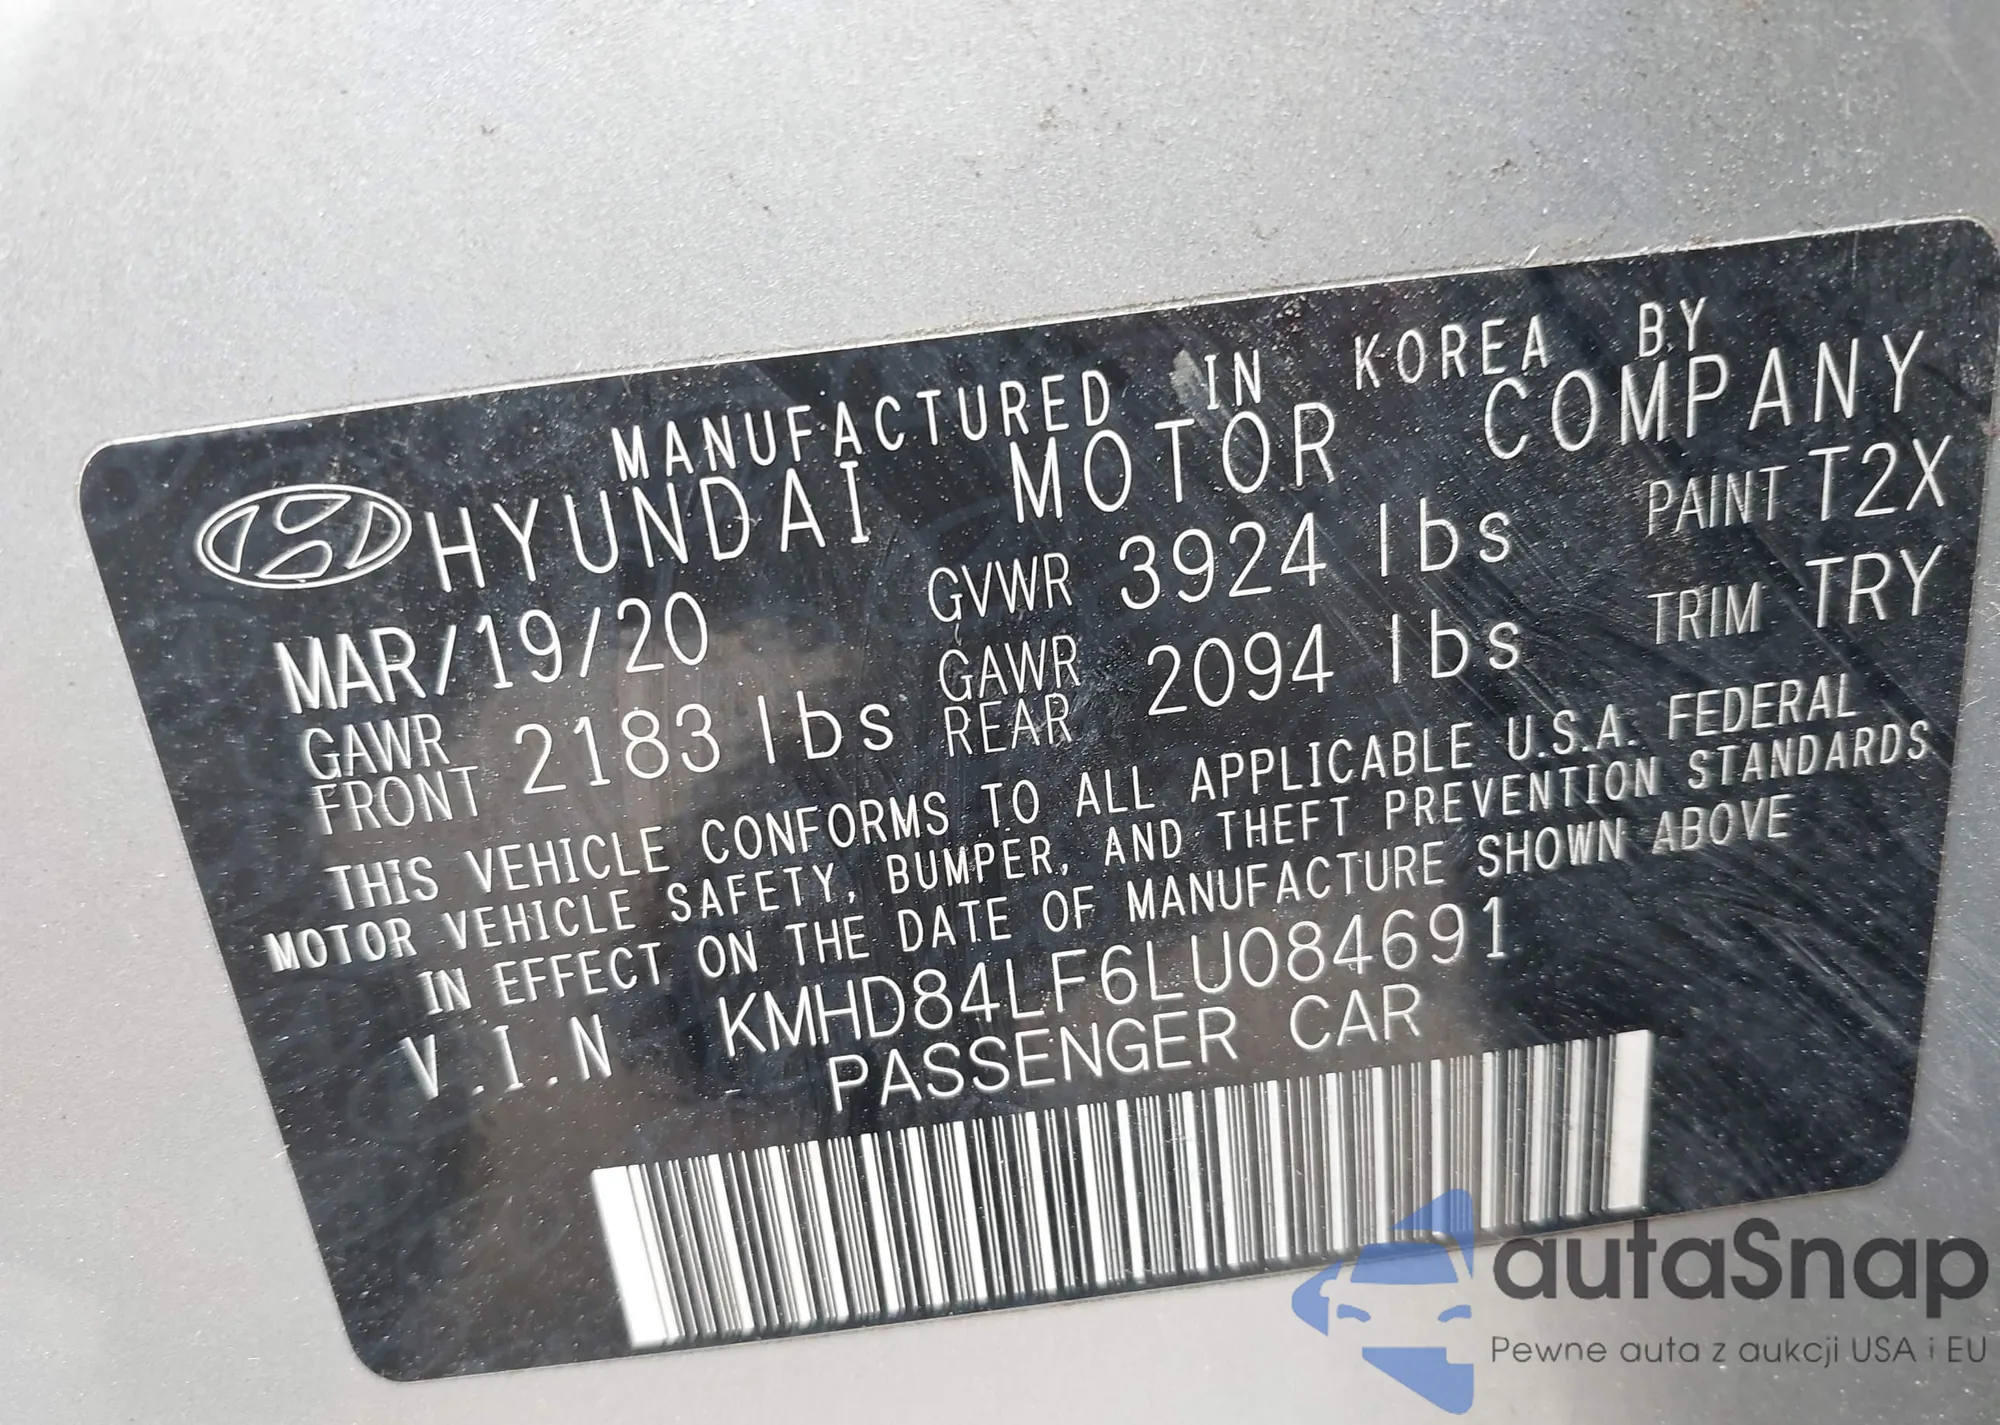 MANUFACTURED IN KOREA BY
HYUNDAI MOTOR COMPANY
MAR/19/20 GVWR 3924 lbs PAINT T2X
GAWR FRONT 2183 lbs GAWR REAR 2094 lbs TRIM TRY
THIS VEHICLE CONFORMS TO ALL APPLICABLE U.S.A. FEDERAL
MOTOR VEHICLE SAFETY, BUMPER, AND THEFT PREVENTION STANDARDS
IN EFFECT ON THE DATE OF MANUFACTURE SHOWN ABOVE
V.I.N KMHD84LF6LU084691
PASSENGER CAR
autaSnap
Pewne auta z aukcji USA i EU